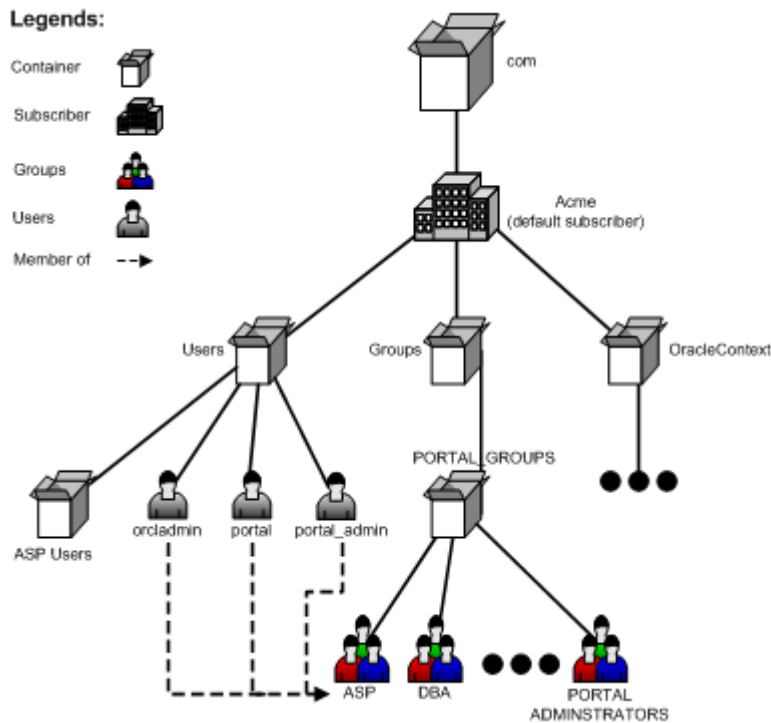 Legends:
Container
Subscriber
Groups
Users
Member of
com
Acme
(default subscriber)
Users
Groups
OracleContext
PORTAL_GROUPS
ASP Users
orcladmin
portal
portal_admin
ASP
DBA
PORTAL
ADMINSTRATORS